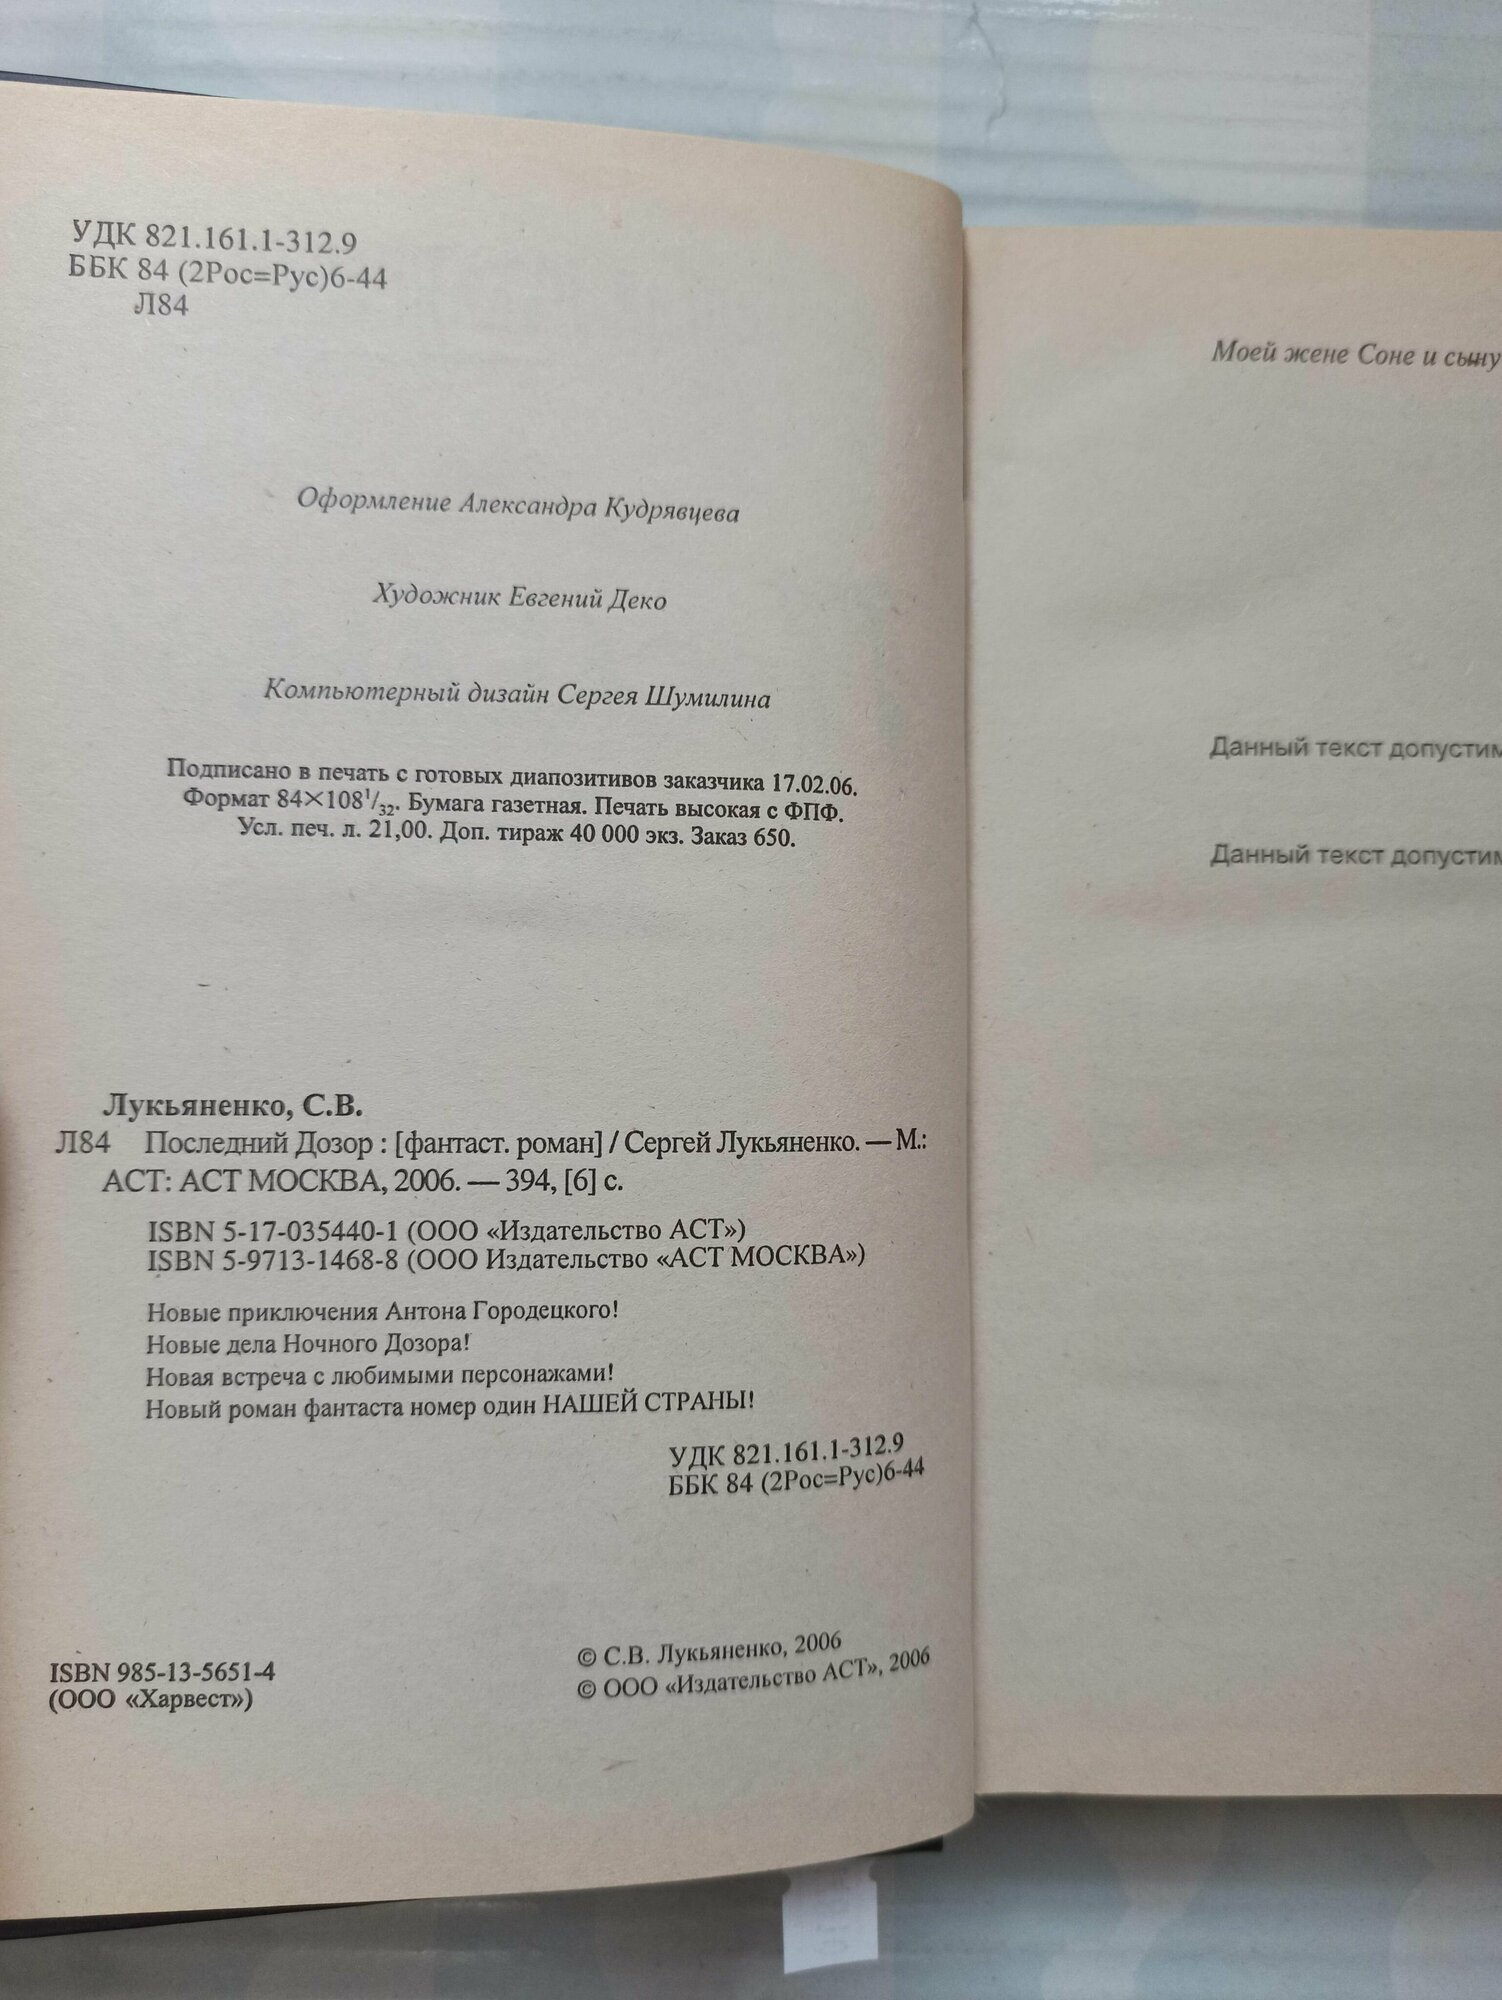 УДК 821.161.1-312.9
ББК 84 (2Рос=Рус)6-44
Л84
Оформление Александра Кудрявцева
Художник Евгений Деко
Компьютерный дизайн Сергея Шумилина
Подписано в печать с готовых диапозитивов заказчика 17.02.06.
Формат 84×108¹/₃₂. Бумага газетная. Печать высокая с ФПФ.
Усл. печ. л. 21,00. Доп. тираж 40 000 экз. Заказ 650.
Лукьяненко, С.В.
Л84 Последний Дозор : [фантаст. роман] / Сергей Лукьяненко. — М.:
АСТ: АСТ МОСКВА, 2006. — 394, [6] с.
ISBN 5-17-035440-1 (ООО «Издательство АСТ»)
ISBN 5-9713-1468-8 (ООО Издательство «АСТ МОСКВА»)
Новые приключения Антона Городецкого!
Новые дела Ночного Дозора!
Новая встреча с любимыми персонажами!
Новый роман фантаста номер один НАШЕЙ СТРАНЫ!
УДК 821.161.1-312.9
ББК 84 (2Рос=Рус)6-44
ISBN 985-13-5651-4
(ООО «Харвест»)
© С.В. Лукьяненко, 2006
© ООО «Издательство АСТ», 2006
Моей жене Соне и сыну
Данный текст допустим
Данный текст допустим